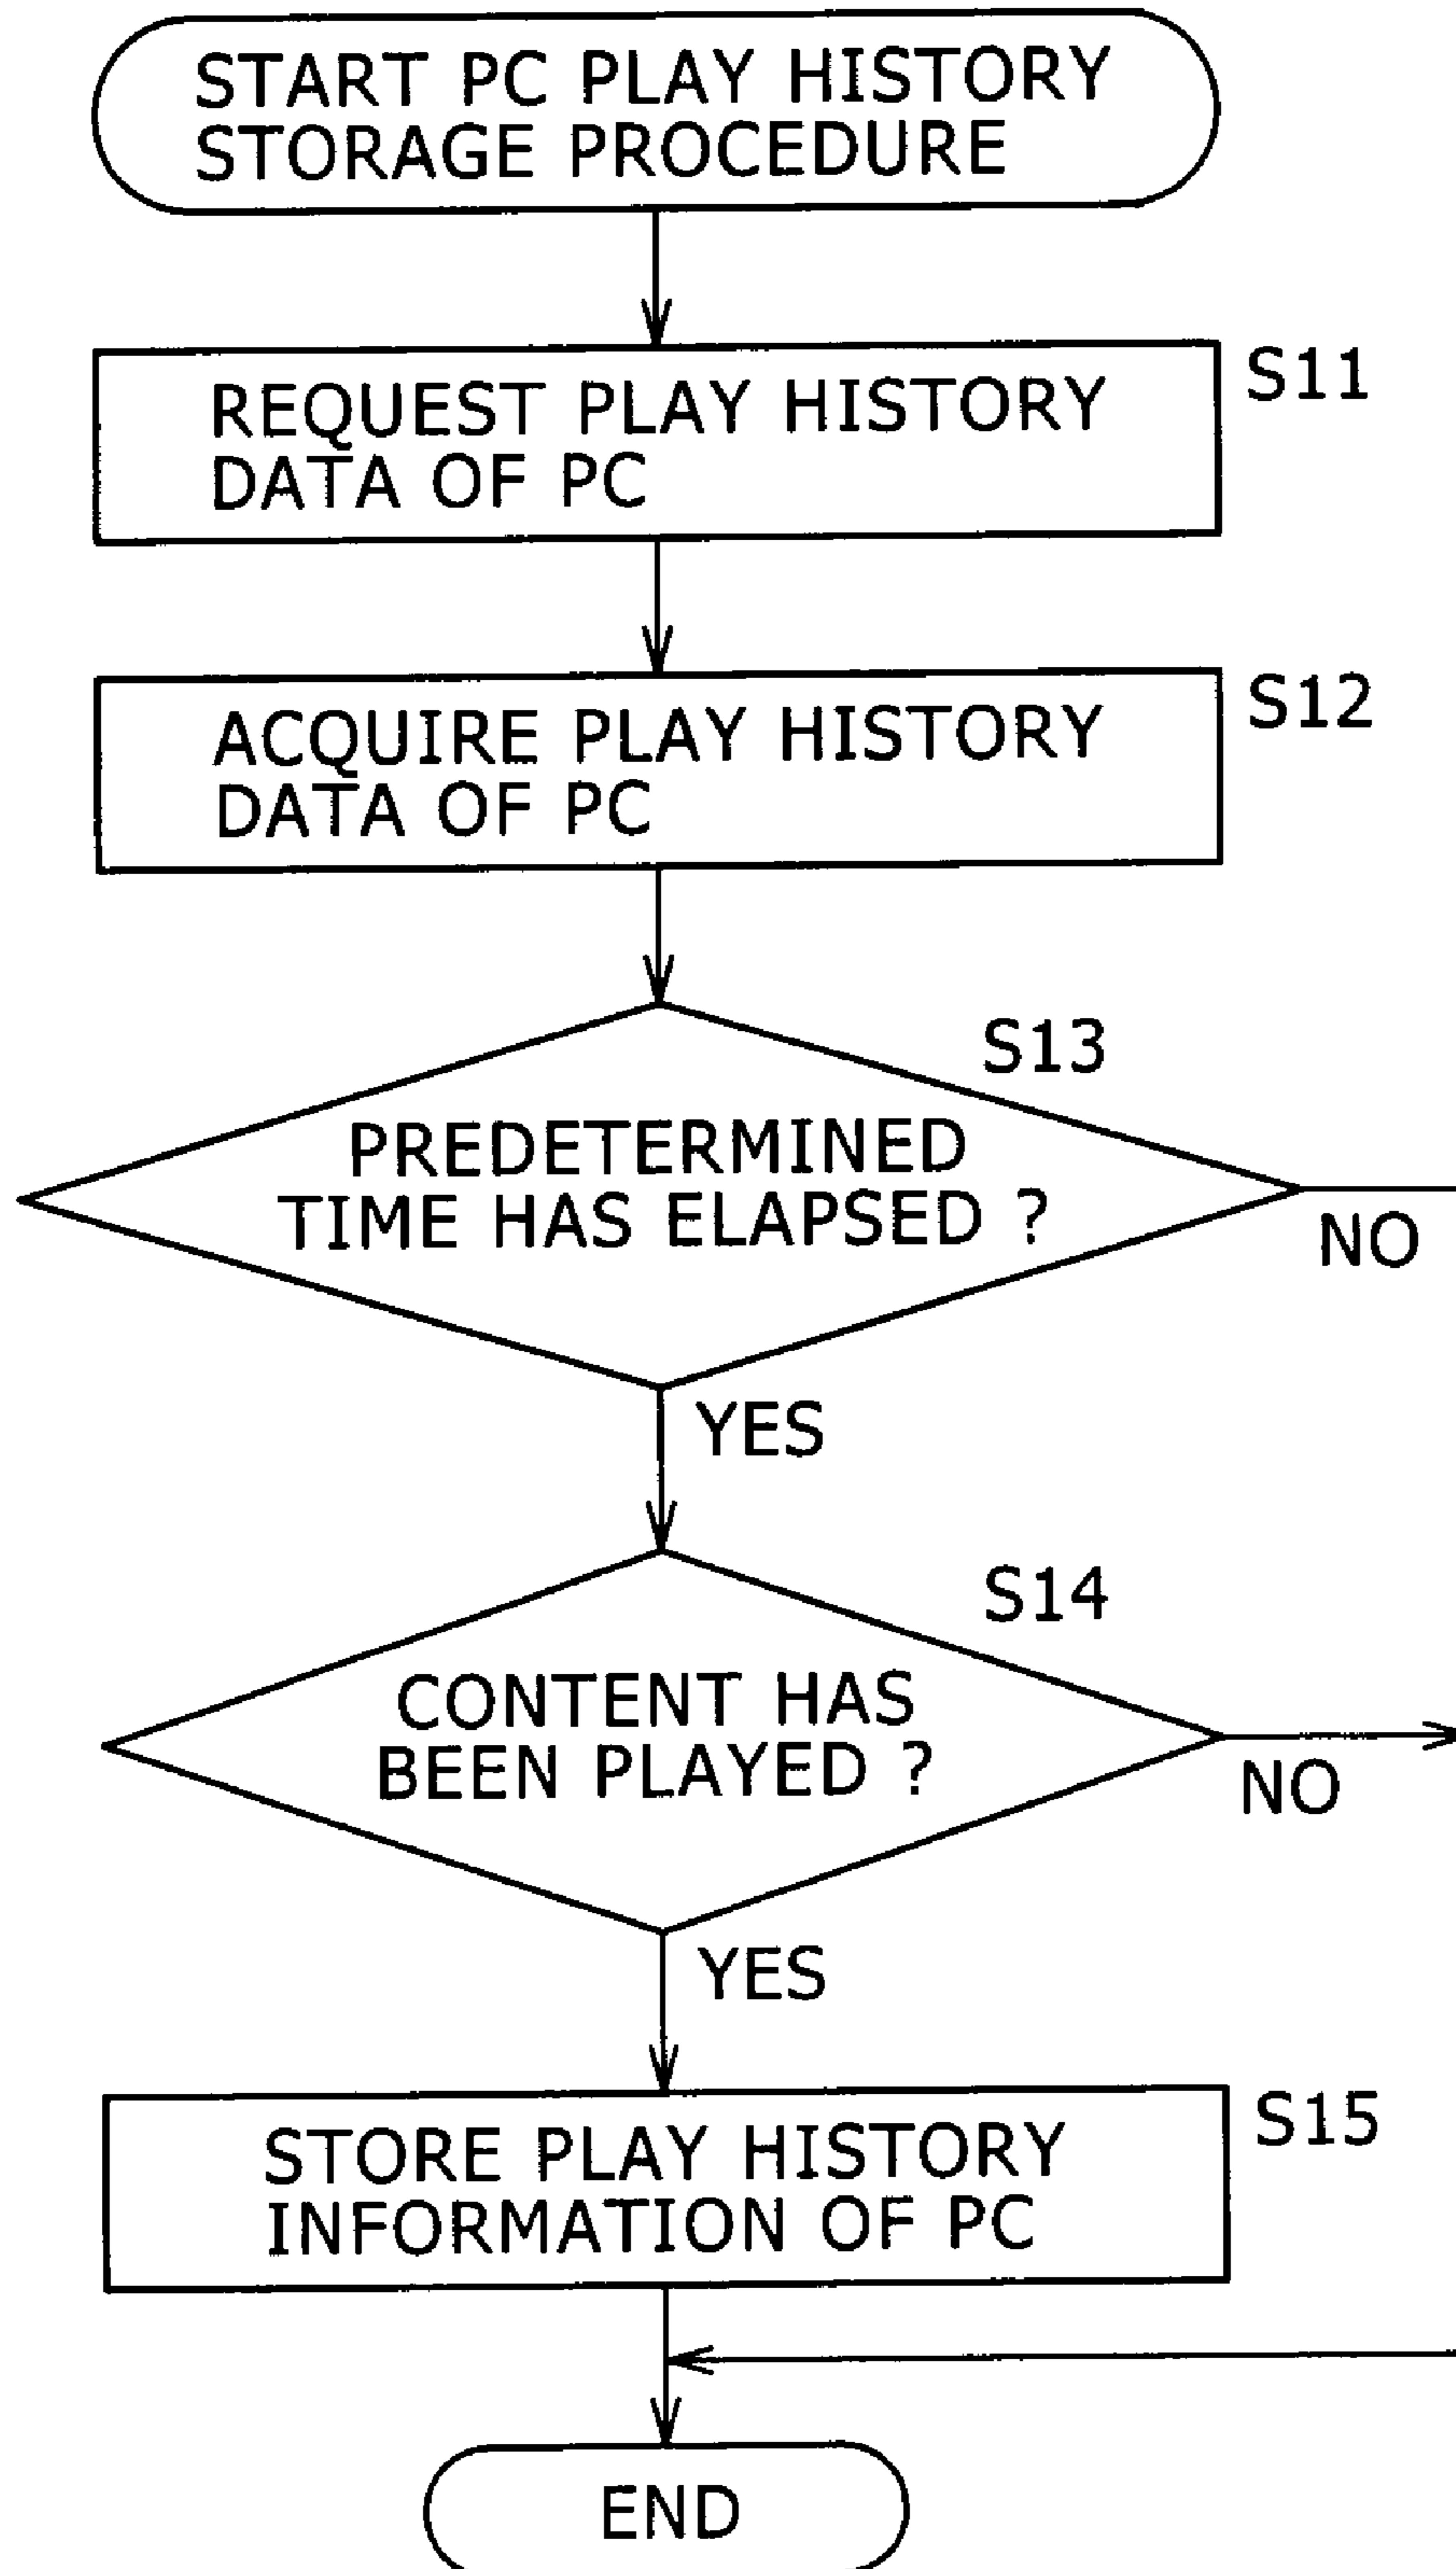 START PC PLAY HISTORY
STORAGE PROCEDURE
S11
REQUEST PLAY HISTORY
DATA OF PC
S12
ACQUIRE PLAY HISTORY
DATA OF PC
S13
PREDETERMINED
TIME HAS ELAPSED ?
NO
YES
S14
CONTENT HAS
BEEN PLAYED ?
NO
YES
S15
STORE PLAY HISTORY
INFORMATION OF PC
END